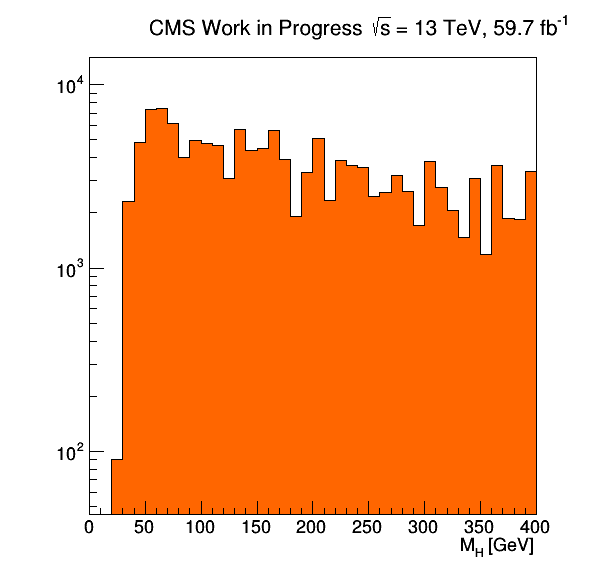 CMS Work in Progress √s = 13 TeV, 59.7 fb⁻¹
10⁴
10³
10²
0 50 100 150 200 250 300 350 400
M_H [GeV]